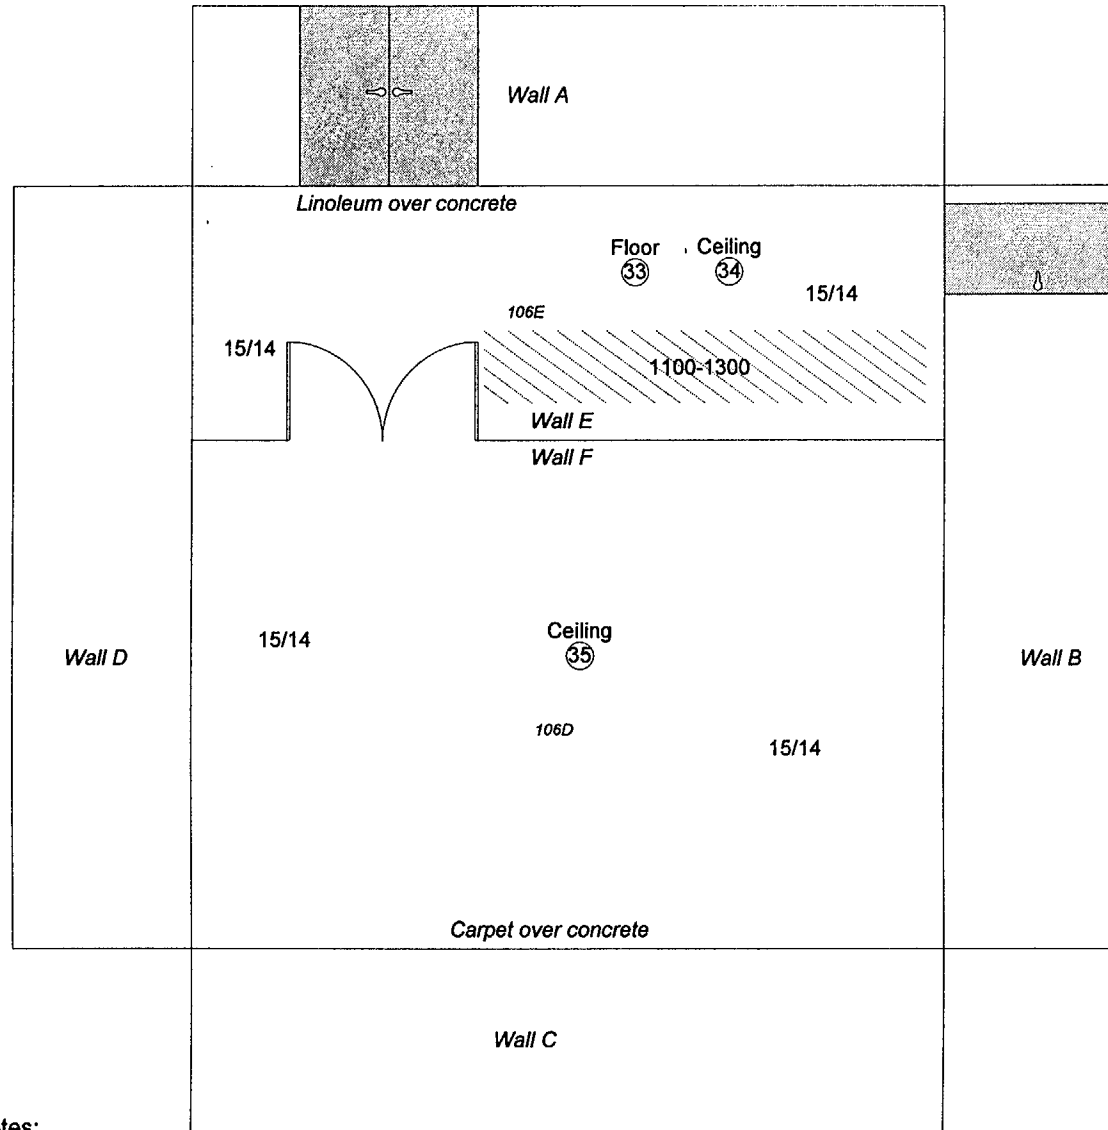 Wall A
Linoleum over concrete
Floor
Ceiling
33
34
15/14
106E
15/14
1100-1300
Wall E
Wall F
15/14
Ceiling
35
Wall D
Wall B
106D
15/14
Carpet over concrete
Wall C
tes: